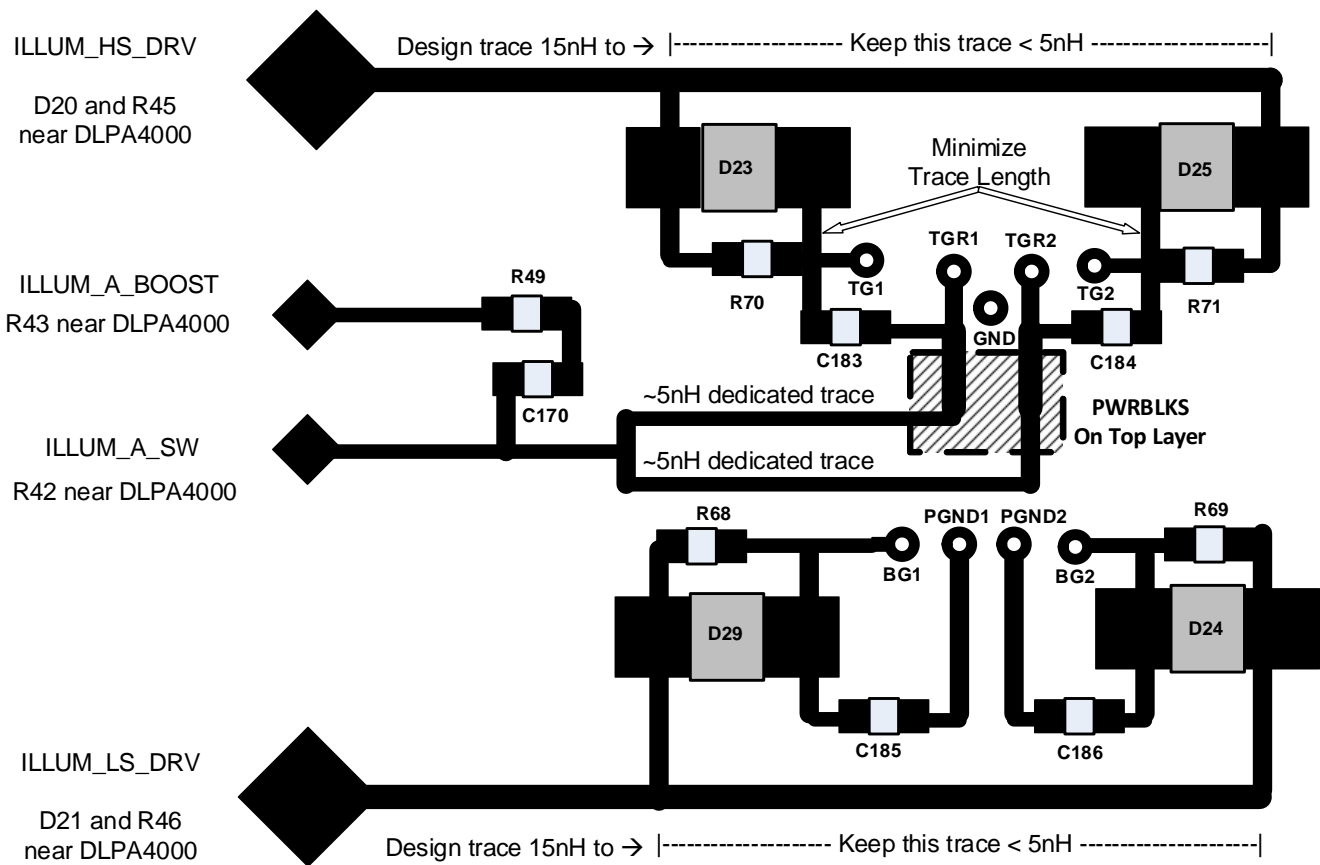 ILLUM_HS_DRV
D20 and R45
near DLPA4000
Design trace 15nH to → |----------------------- Keep this trace < 5nH -----------------------|
D23
D25
Minimize
Trace Length
R70
TG1
TGR1
TGR2
TG2
R71
GND
C183
C184
ILLUM_A_BOOST
R43 near DLPA4000
R49
C170
~5nH dedicated trace
PWRBLKS
On Top Layer
ILLUM_A_SW
R42 near DLPA4000
~5nH dedicated trace
R68
PGND1
PGND2
R69
BG1
BG2
D29
D24
C185
C186
ILLUM_LS_DRV
D21 and R46
near DLPA4000
Design trace 15nH to → |----------------------- Keep this trace < 5nH -----------------------|